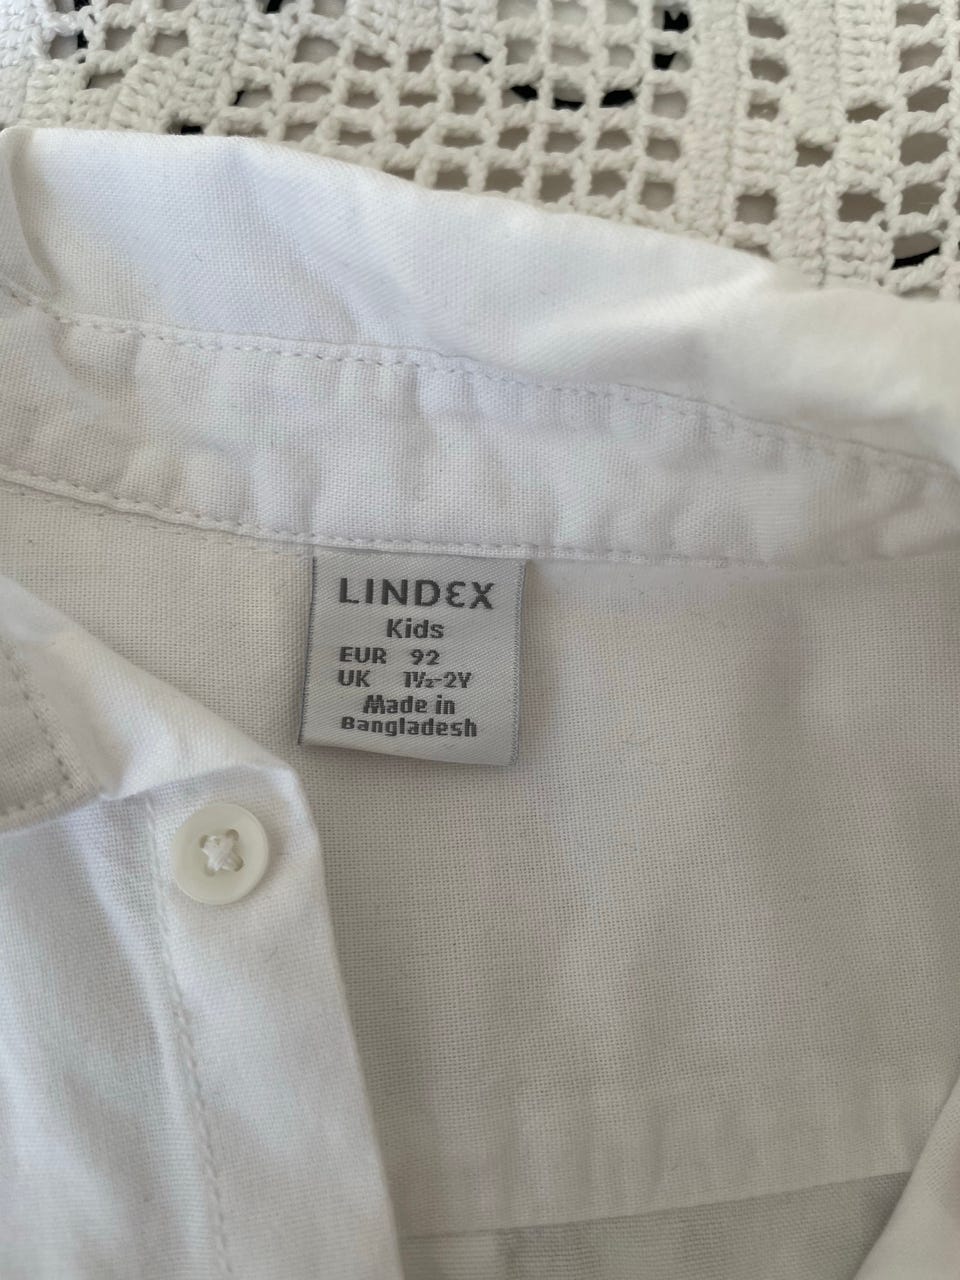 LINDEX
Kids
EUR 92
UK 1½-2Y
Made in
Bangladesh